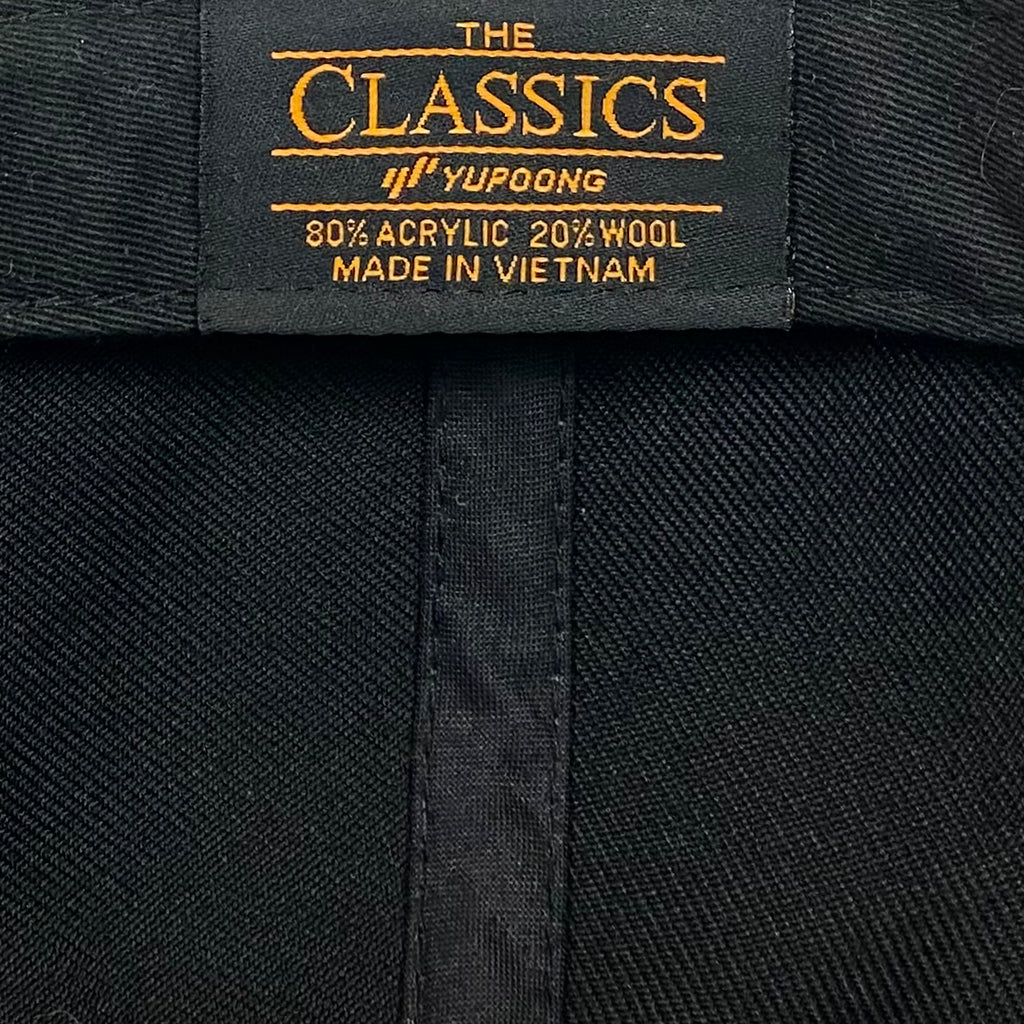 THE
CLASSICS
YUPOONG
80% ACRYLIC 20% WOOL
MADE IN VIETNAM